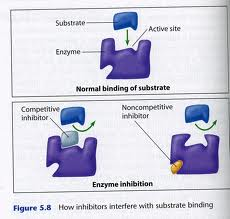 Substrate
Active site
Enzyme
Normal binding of substrate
Competitive
inhibitor
Noncompetitive
inhibitor
Enzyme inhibition
Figure 5.8 How inhibitors interfere with substrate binding